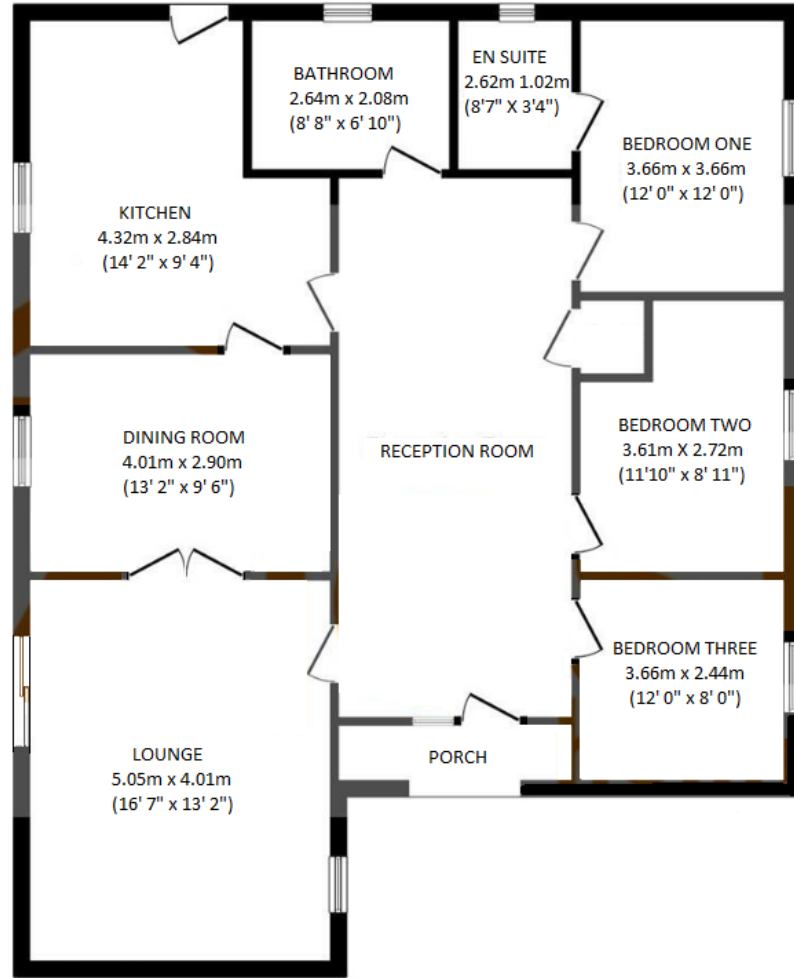 BATHROOM
2.64m x 2.08m
(8' 8" x 6' 10")
EN SUITE
2.62m 1.02m
(8'7" X 3'4")
BEDROOM ONE
3.66m x 3.66m
(12' 0" x 12' 0")
KITCHEN
4.32m x 2.84m
(14' 2" x 9' 4")
DINING ROOM
4.01m x 2.90m
(13' 2" x 9' 6")
RECEPTION ROOM
BEDROOM TWO
3.61m X 2.72m
(11'10" x 8' 11")
BEDROOM THREE
3.66m x 2.44m
(12' 0" x 8' 0")
LOUNGE
5.05m x 4.01m
(16' 7" x 13' 2")
PORCH